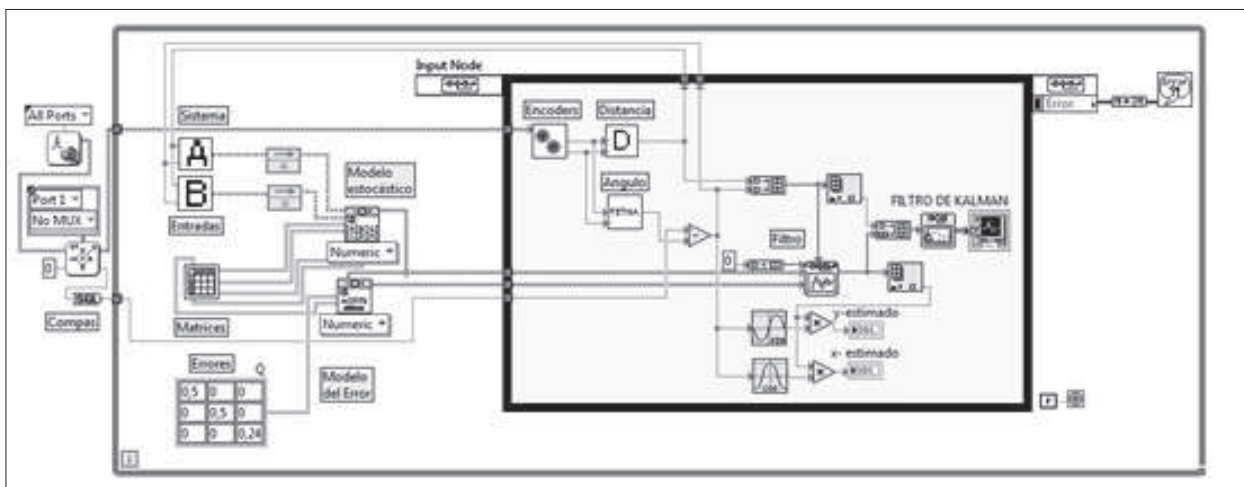 Input Node
All Ports
Sistema
Encoders
Distancia
Error
Error
A
D
Modelo
estocástico
Port 1
B
Angulo
No MUX
FILTRO DE KALMAN
Entradas
Numeric
Filtro
0
0
Compas
Matrices
Numeric
y-estimado
x- estimado
Errores
Q
Modelo
del Error
0,5 0 0
0 0,5 0
0 0 0,24
F
i